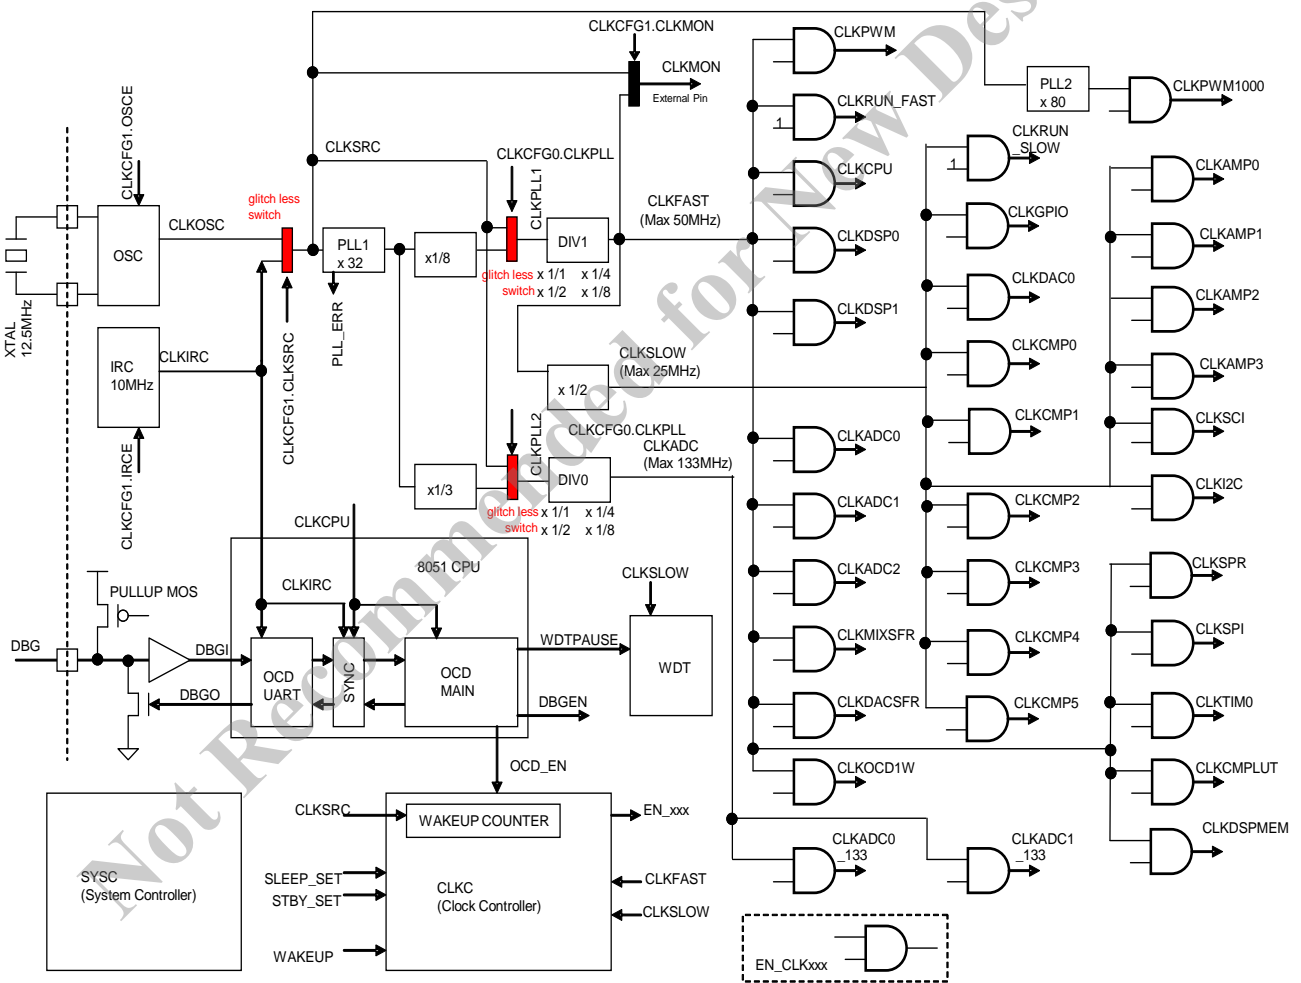 CLKCFG1.CLKMON
CLKPWM
CLKMON
External Pin
PLL2
x 80
CLKPWM1000
CLKRUN_FAST
1
CLKCFG1.OSCE
CLKSRC
CLKCFG0.CLKPLL
CLKRUN
_SLOW
1
CLKCPU
CLKAMP0
glitch less
switch
CLKPLL1
CLKFAST
(Max 50MHz)
CLKOSC
OSC
PLL1
x 32
x1/8
DIV1
glitch less
switch
x 1/1 x 1/4
x 1/2 x 1/8
CLKGPIO
CLKDSP0
CLKAMP1
XTAL
12.5MHz
CLKDAC0
CLKAMP2
CLKDSP1
PLL_ERR
IRC
10MHz
CLKIRC
CLKCFG1.CLKSRC
CLKSLOW
(Max 25MHz)
x 1/2
CLKCMP0
CLKAMP3
CLKCFG1.IRCE
CLKPLL2
CLKCFG0.CLKPLL
CLKADC
(Max 133MHz)
CLKCMP1
CLKSCI
CLKADC0
x1/3
DIV0
glitch less
switch
x 1/1 x 1/4
x 1/2 x 1/8
CLKI2C
CLKADC1
CLKCMP2
CLKCPU
8051 CPU
CLKIRC
CLKSLOW
CLKADC2
CLKCMP3
CLKSPR
PULLUP MOS
DBG
DBGI
DBGO
OCD
UART
SYNC
OCD
MAIN
WDTPAUSE
WDT
DBGEN
CLKMIXSFR
CLKCMP4
CLKSPI
CLKDACSFR
CLKCMP5
CLKTIM0
OCD_EN
CLKOCD1W
CLKCMPLUT
CLKSRC
WAKEUP COUNTER
EN_xxx
CLKADC0
_133
CLKADC1
_133
CLKDSPMEM
SYSC
(System Controller)
SLEEP_SET
STBY_SET
CLKC
(Clock Controller)
CLKFAST
CLKSLOW
WAKEUP
EN_CLKxxx
Not Recommended for New Des